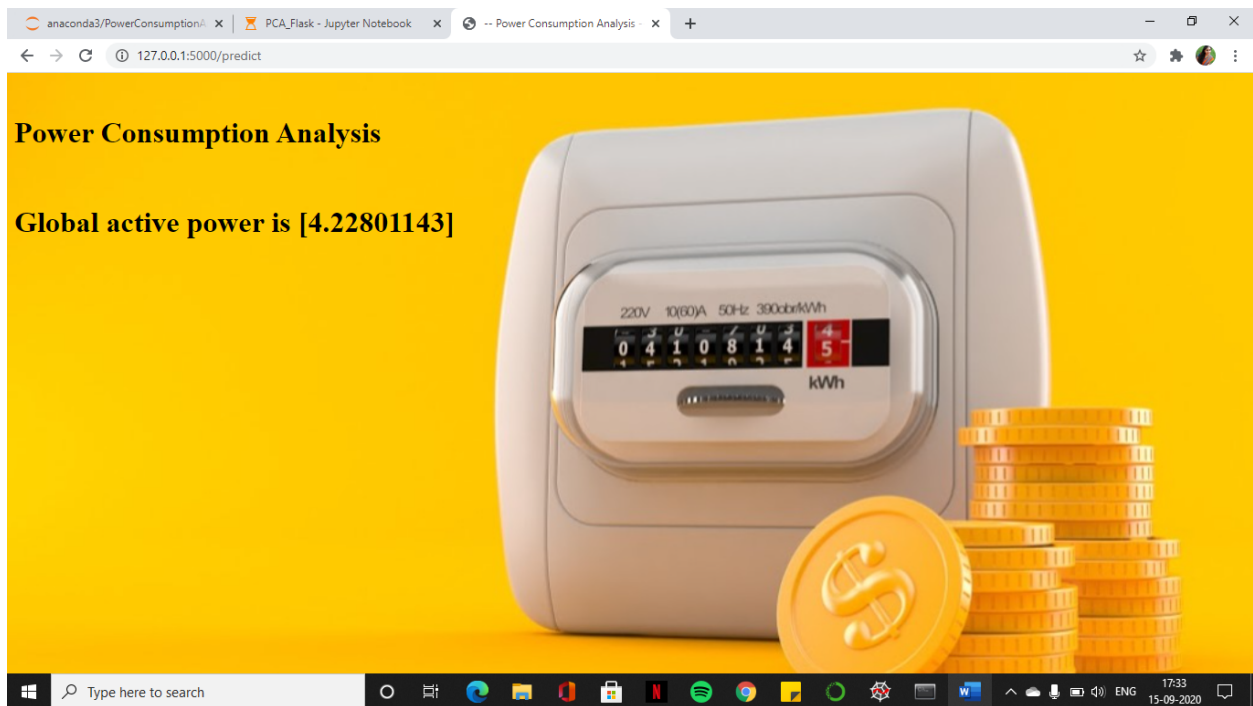 anaconda3/PowerConsumptionA
PCA_Flask - Jupyter Notebook
-- Power Consumption Analysis -
127.0.0.1:5000/predict
Power Consumption Analysis
Global active power is [4.22801143]
220V 10(60)A 50Hz 390obr/kWh
0 4 1 0 8 1 4 5
kWh
$
Type here to search
ENG
17:33
15-09-2020